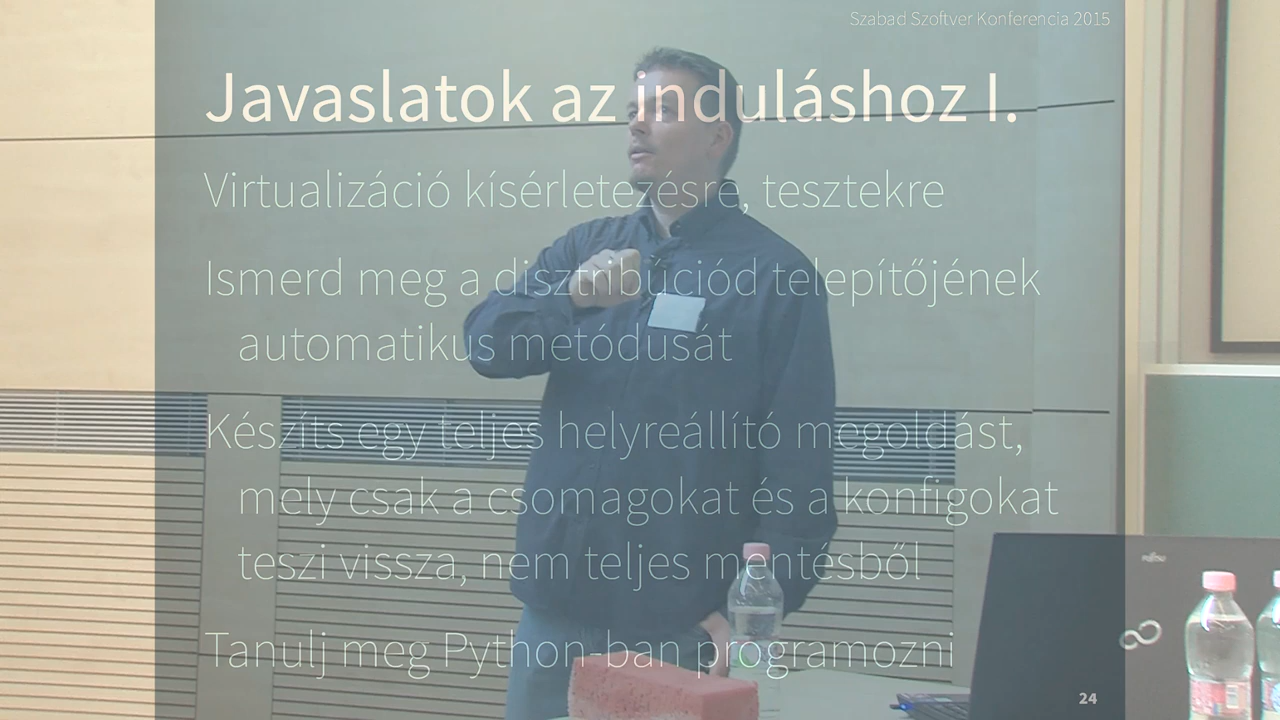 Szabad Szoftver Konferencia 2015
Javaslatok az induláshoz I.
Virtualizáció kísérletezésre, tesztekre
Ismerd meg a disztribúciód telepítőjének
automatikus metódusát
Készíts egy teljes helyreállító megoldást,
mely csak a csomagokat és a konfigokat
teszi vissza, nem teljes mentésből
Tanulj meg Python-ban programozni
24
FUJITSU